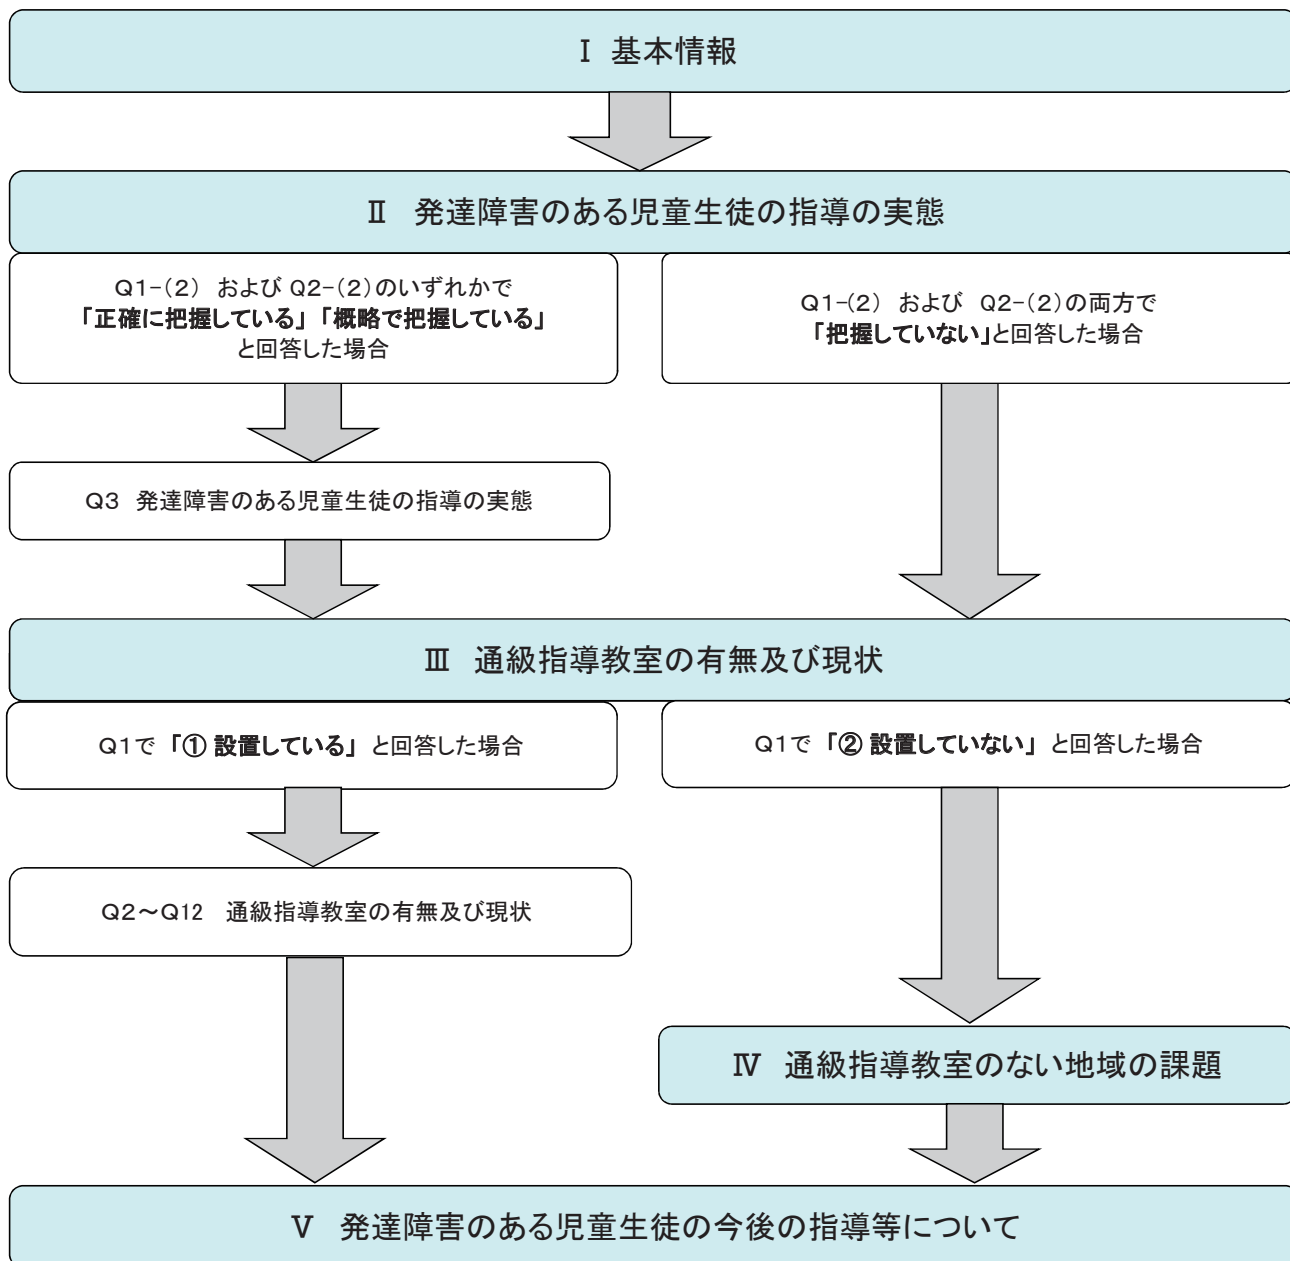 Ⅰ 基本情報
Ⅱ 発達障害のある児童生徒の指導の実態
Q1-(2) および Q2-(2)のいずれかで
「正確に把握している」「概略で把握している」
と回答した場合
Q1-(2) および Q2-(2)の両方で
「把握していない」と回答した場合
Q3 発達障害のある児童生徒の指導の実態
Ⅲ 通級指導教室の有無及び現状
Q1で「① 設置している」と回答した場合
Q1で「② 設置していない」と回答した場合
Q2~Q12 通級指導教室の有無及び現状
Ⅳ 通級指導教室のない地域の課題
Ⅴ 発達障害のある児童生徒の今後の指導等について